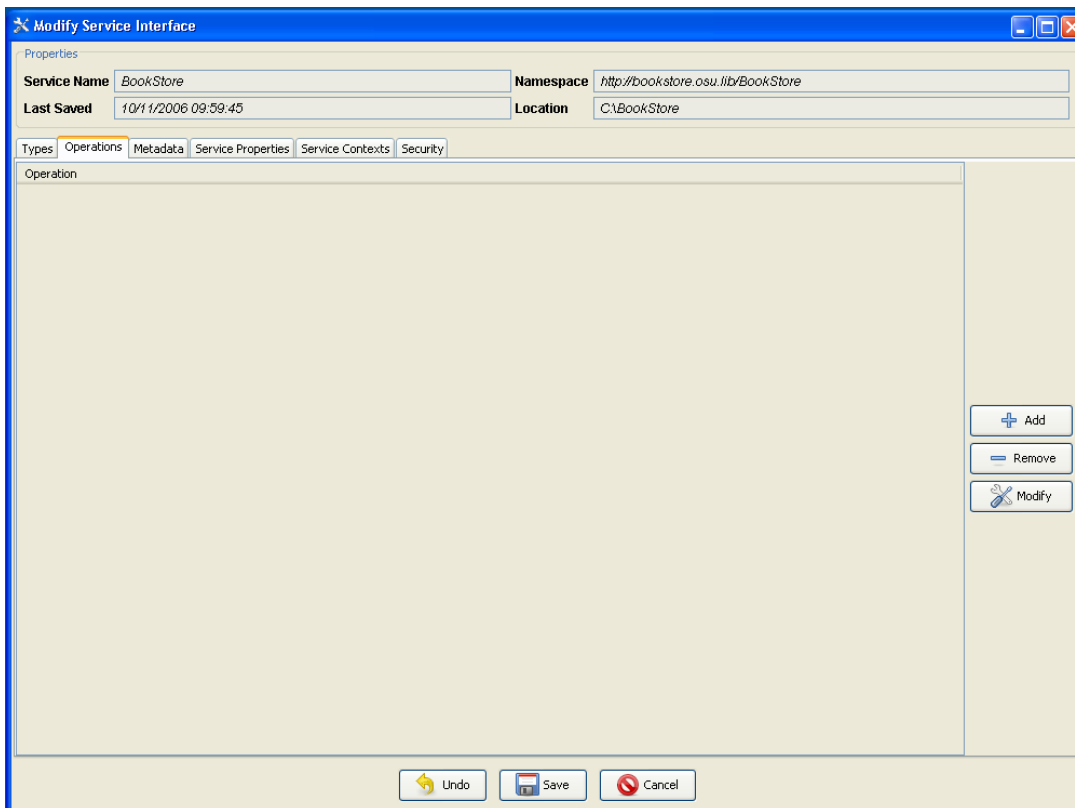 Modify Service Interface
Properties
Service Name BookStore Namespace http://bookstore.osu.lib/BookStore
Last Saved 10/11/2006 09:59:45 Location C:\BookStore
Types Operations Metadata Service Properties Service Contexts Security
Operation
Add
Remove
Modify
Undo Save Cancel